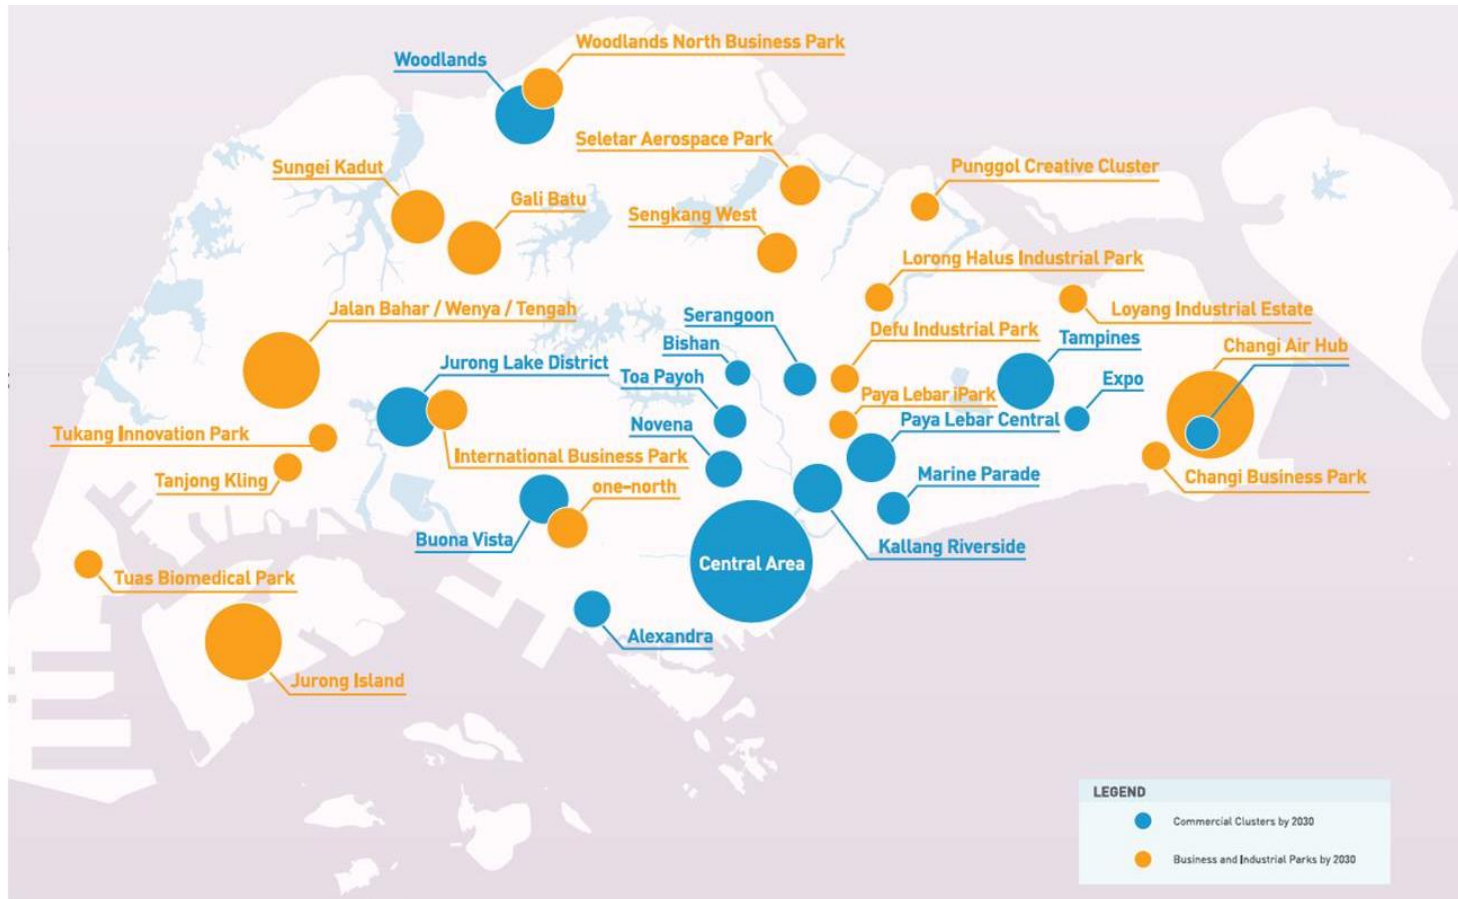 Woodlands North Business Park
Woodlands
Seletar Aerospace Park
Punggol Creative Cluster
Sungei Kadut
Gali Batu
Sengkang West
Lorong Halus Industrial Park
Jalan Bahar / Wenya / Tengah
Serangoon
Loyang Industrial Estate
Defu Industrial Park
Bishan
Tampines
Changi Air Hub
Jurong Lake District
Toa Payoh
Expo
Paya Lebar iPark
Paya Lebar Central
Novena
Tukang Innovation Park
International Business Park
Tanjong Kling
one-north
Marine Parade
Changi Business Park
Buona Vista
Kallang Riverside
Central Area
Tuas Biomedical Park
Alexandra
Jurong Island
LEGEND
Commercial Clusters by 2030
Business and Industrial Parks by 2030